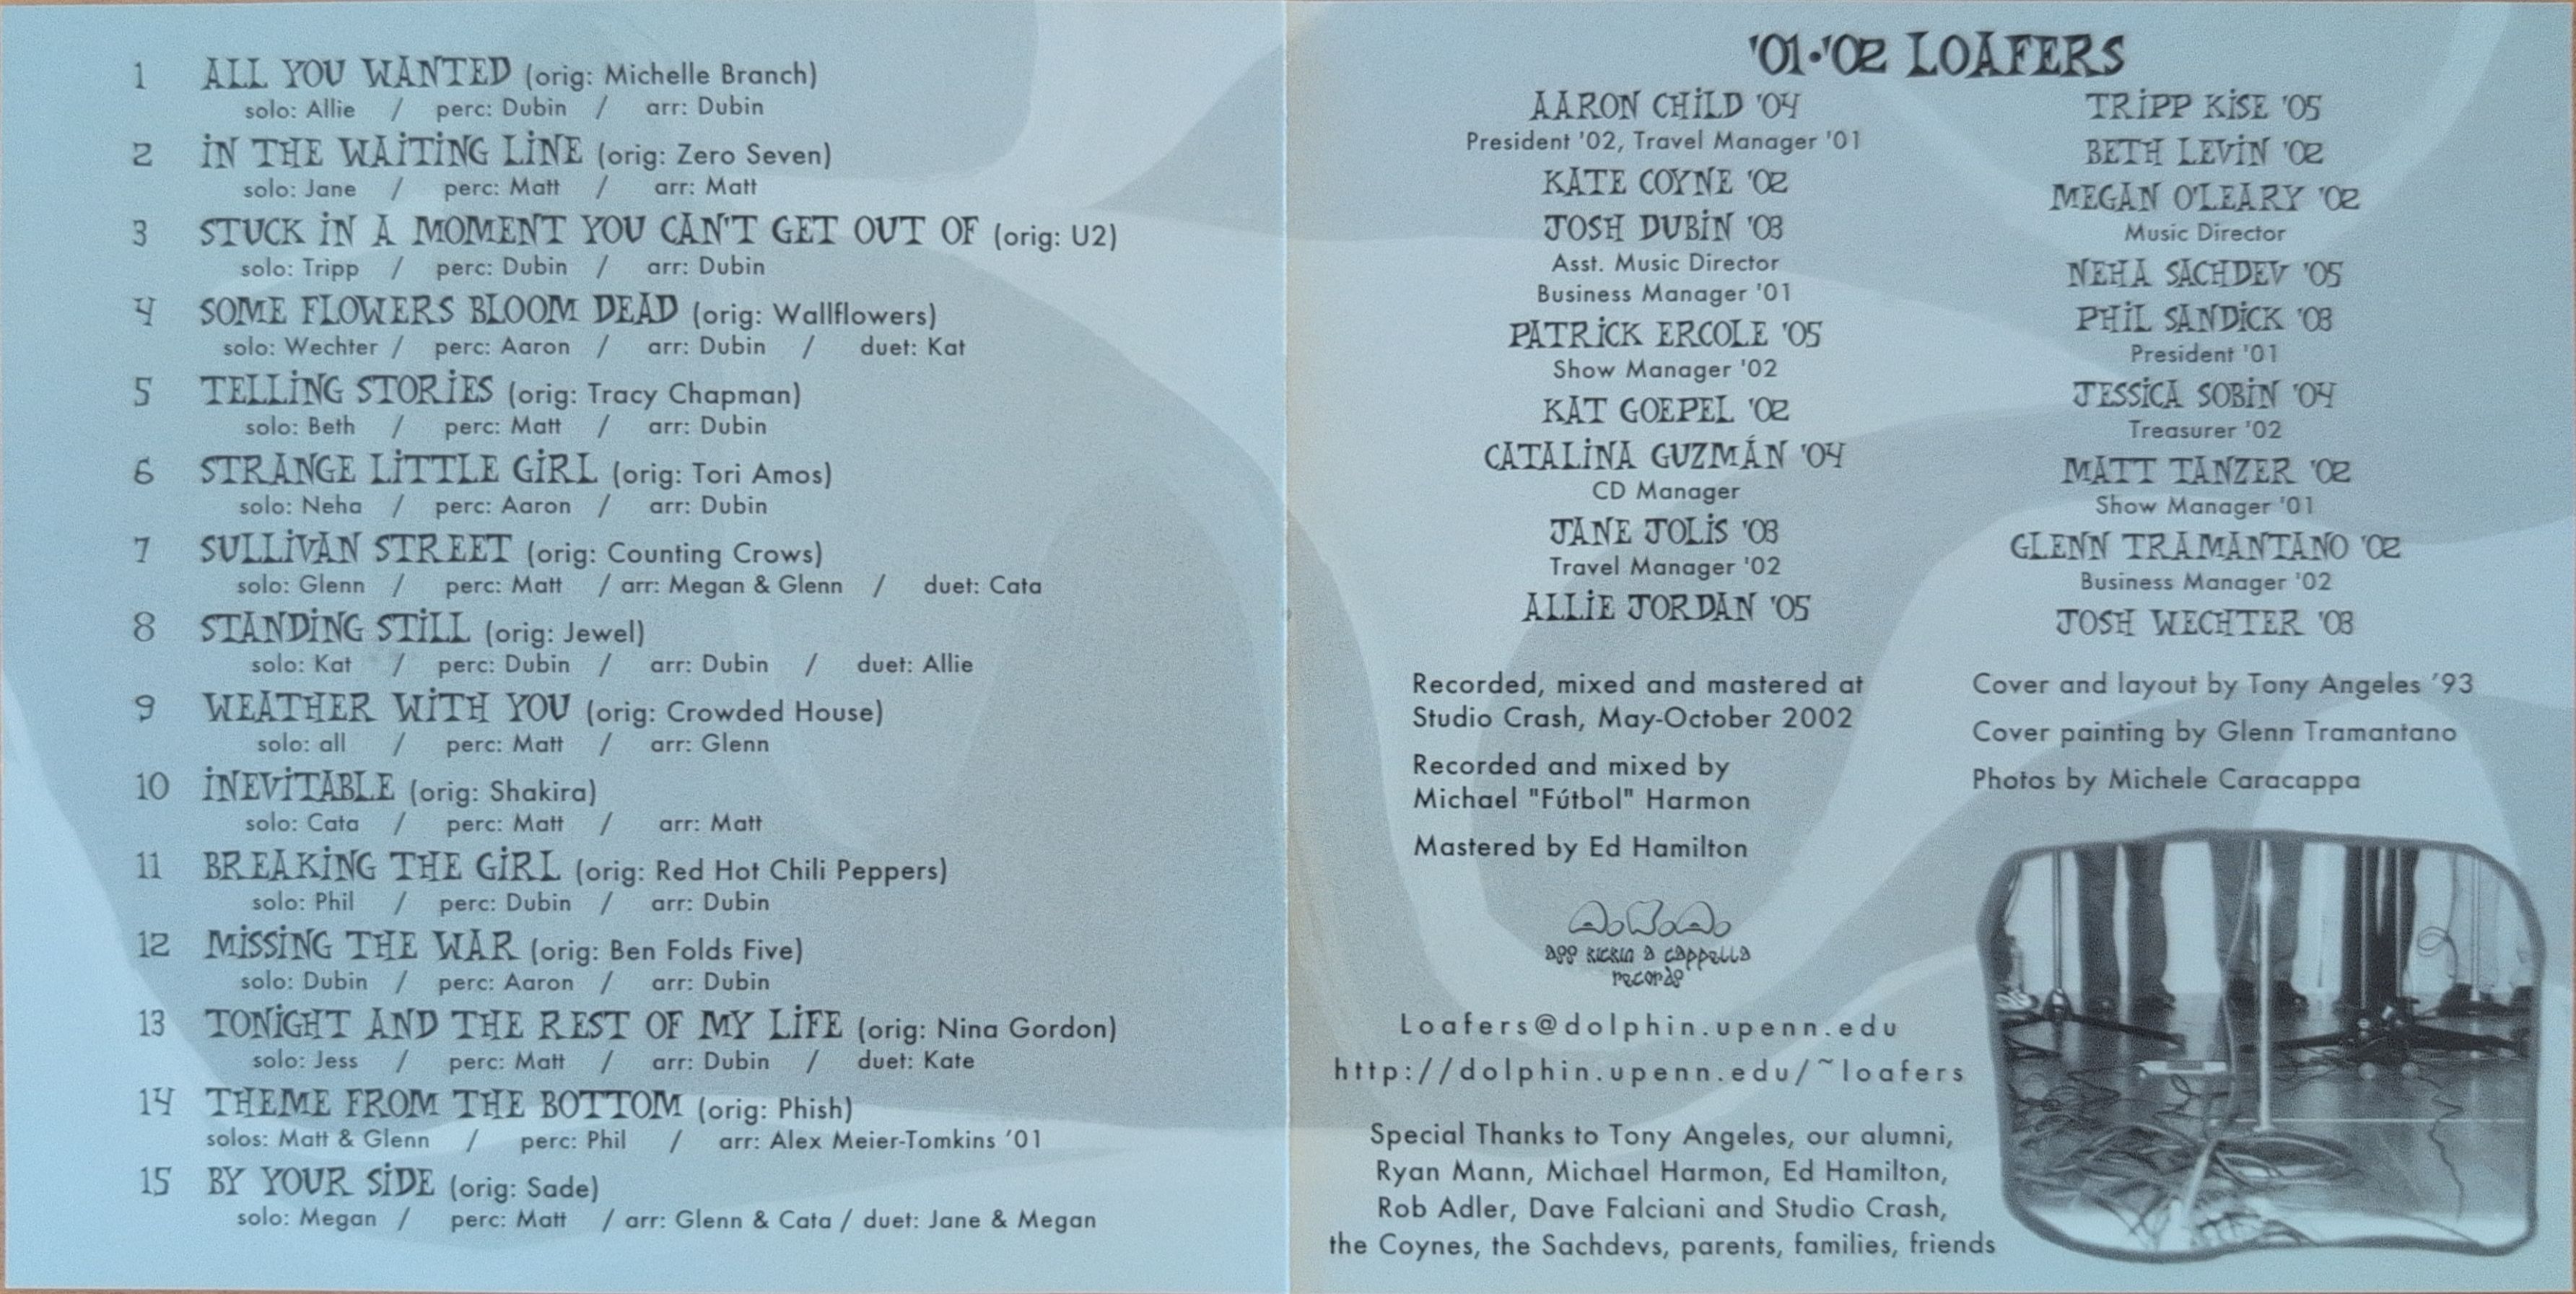 1 ALL YOU WANTED (orig: Michelle Branch)
solo: Allie / perc: Dubin / arr: Dubin
2 IN THE WAITING LINE (orig: Zero Seven)
solo: Jane / perc: Matt / arr: Matt
3 STUCK IN A MOMENT YOU CAN'T GET OUT OF (orig: U2)
solo: Tripp / perc: Dubin / arr: Dubin
4 SOME FLOWERS BLOOM DEAD (orig: Wallflowers)
solo: Wechter / perc: Aaron / arr: Dubin / duet: Kat
5 TELLING STORIES (orig: Tracy Chapman)
solo: Beth / perc: Matt / arr: Dubin
6 STRANGE LITTLE GIRL (orig: Tori Amos)
solo: Neha / perc: Aaron / arr: Dubin
7 SULLIVAN STREET (orig: Counting Crows)
solo: Glenn / perc: Matt / arr: Megan & Glenn / duet: Cata
8 STANDING STILL (orig: Jewel)
solo: Kat / perc: Dubin / arr: Dubin / duet: Allie
9 WEATHER WITH YOU (orig: Crowded House)
solo: all / perc: Matt / arr: Glenn
10 INEVITABLE (orig: Shakira)
solo: Cata / perc: Matt / arr: Matt
11 BREAKING THE GIRL (orig: Red Hot Chili Peppers)
solo: Phil / perc: Dubin / arr: Dubin
12 MISSING THE WAR (orig: Ben Folds Five)
solo: Dubin / perc: Aaron / arr: Dubin
13 TONIGHT AND THE REST OF MY LIFE (orig: Nina Gordon)
solo: Jess / perc: Matt / arr: Dubin / duet: Kate
14 THEME FROM THE BOTTOM (orig: Phish)
solos: Matt & Glenn / perc: Phil / arr: Alex Meier-Tomkins '01
15 BY YOUR SIDE (orig: Sade)
solo: Megan / perc: Matt / arr: Glenn & Cata / duet: Jane & Megan
'01·'02 LOAFERS
AARON CHILD '04
President '02, Travel Manager '01
KATE COYNE '02
JOSH DUBIN '03
Asst. Music Director
Business Manager '01
PATRICK ERCOLE '05
Show Manager '02
KAT GOEPEL '02
CATALINA GUZMÁN '04
CD Manager
JANE JOLIS '03
Travel Manager '02
ALLIE JORDAN '05
TRIPP KISE '05
BETH LEVIN '02
MEGAN O'LEARY '02
Music Director
NEHA SACHDEV '05
PHIL SANDICK '03
President '01
JESSICA SOBIN '04
Treasurer '02
MATT TANZER '02
Show Manager '01
GLENN TRAMANTANO '02
Business Manager '02
JOSH WECHTER '03
Recorded, mixed and mastered at
Studio Crash, May-October 2002
Recorded and mixed by
Michael "Fútbol" Harmon
Mastered by Ed Hamilton
Cover and layout by Tony Angeles '93
Cover painting by Glenn Tramantano
Photos by Michele Caracappa
ass kickin a cappella
records
Loafers@dolphin.upenn.edu
http://dolphin.upenn.edu/~loafers
Special Thanks to Tony Angeles, our alumni,
Ryan Mann, Michael Harmon, Ed Hamilton,
Rob Adler, Dave Falciani and Studio Crash,
the Coynes, the Sachdevs, parents, families, friends